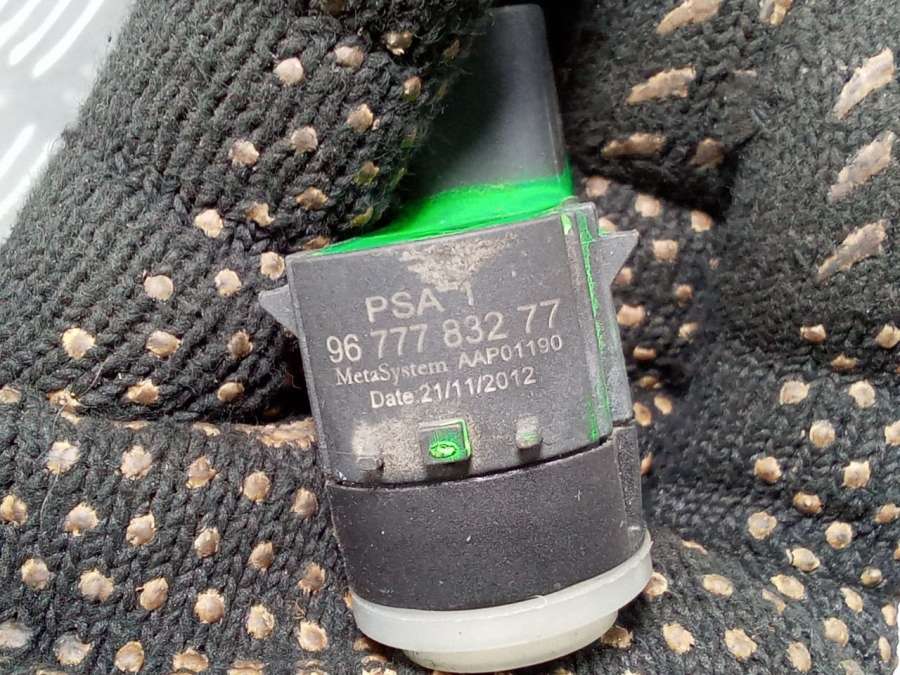 PSA 1
96 777 832 77
MetaSystem AAP01190
Date.21/11/2012